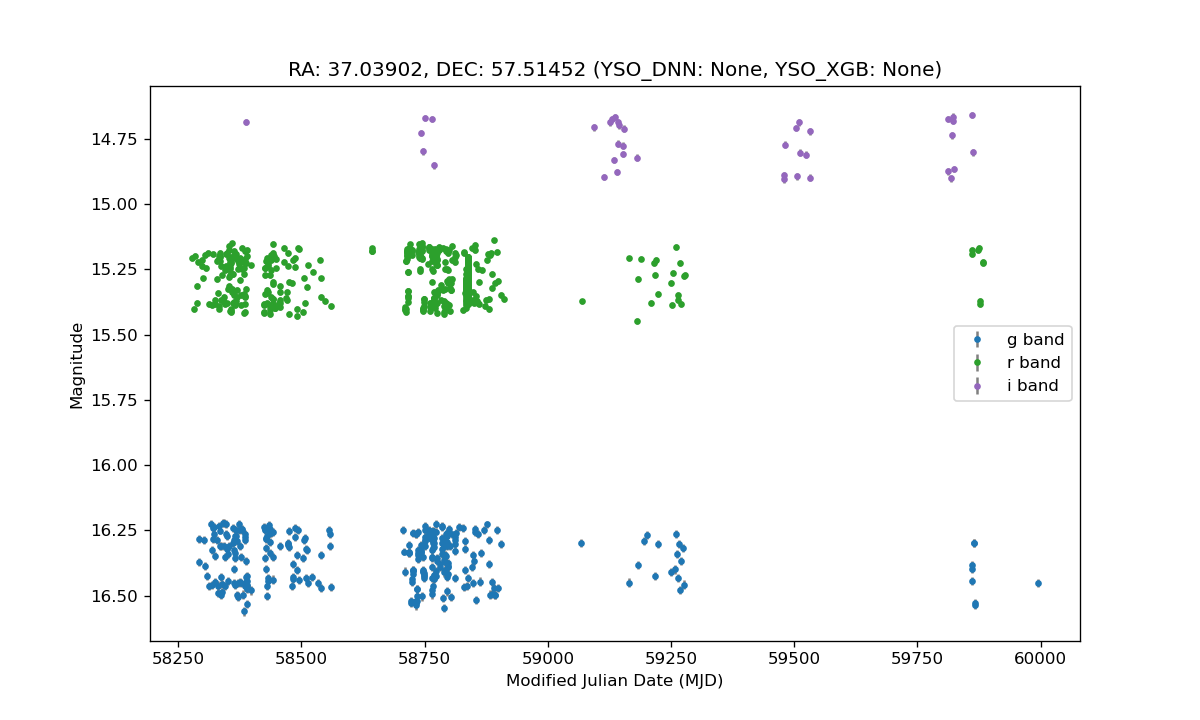 RA: 37.03902, DEC: 57.51452 (YSO_DNN: None, YSO_XGB: None)
14.75
15.00
15.25
15.50
15.75
16.00
16.25
16.50
Magnitude
g band
r band
i band
58250 58500 58750 59000 59250 59500 59750 60000
Modified Julian Date (MJD)